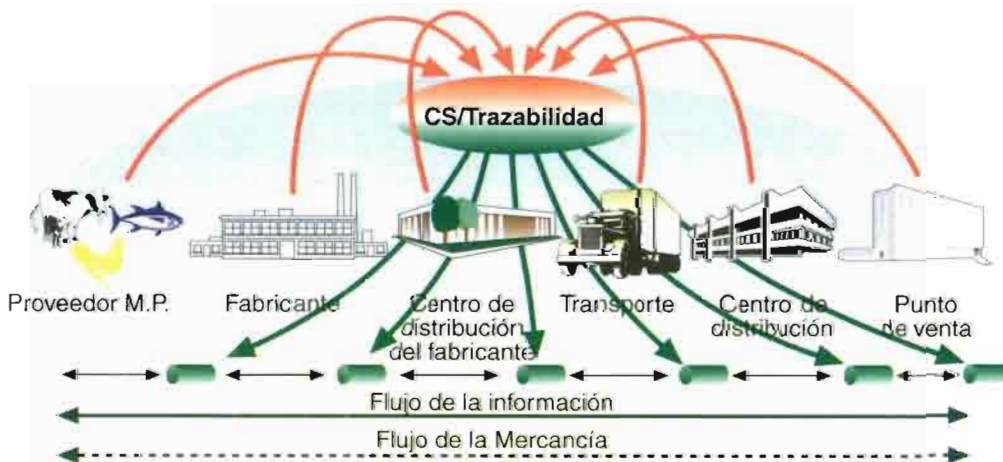 CS/Trazabilidad
Proveedor M.P.
Fabricante
Centro de
distribución
del fabricante
Transporte
Centro de
distribución
Punto
de venta
Flujo de la información
Flujo de la Mercancía